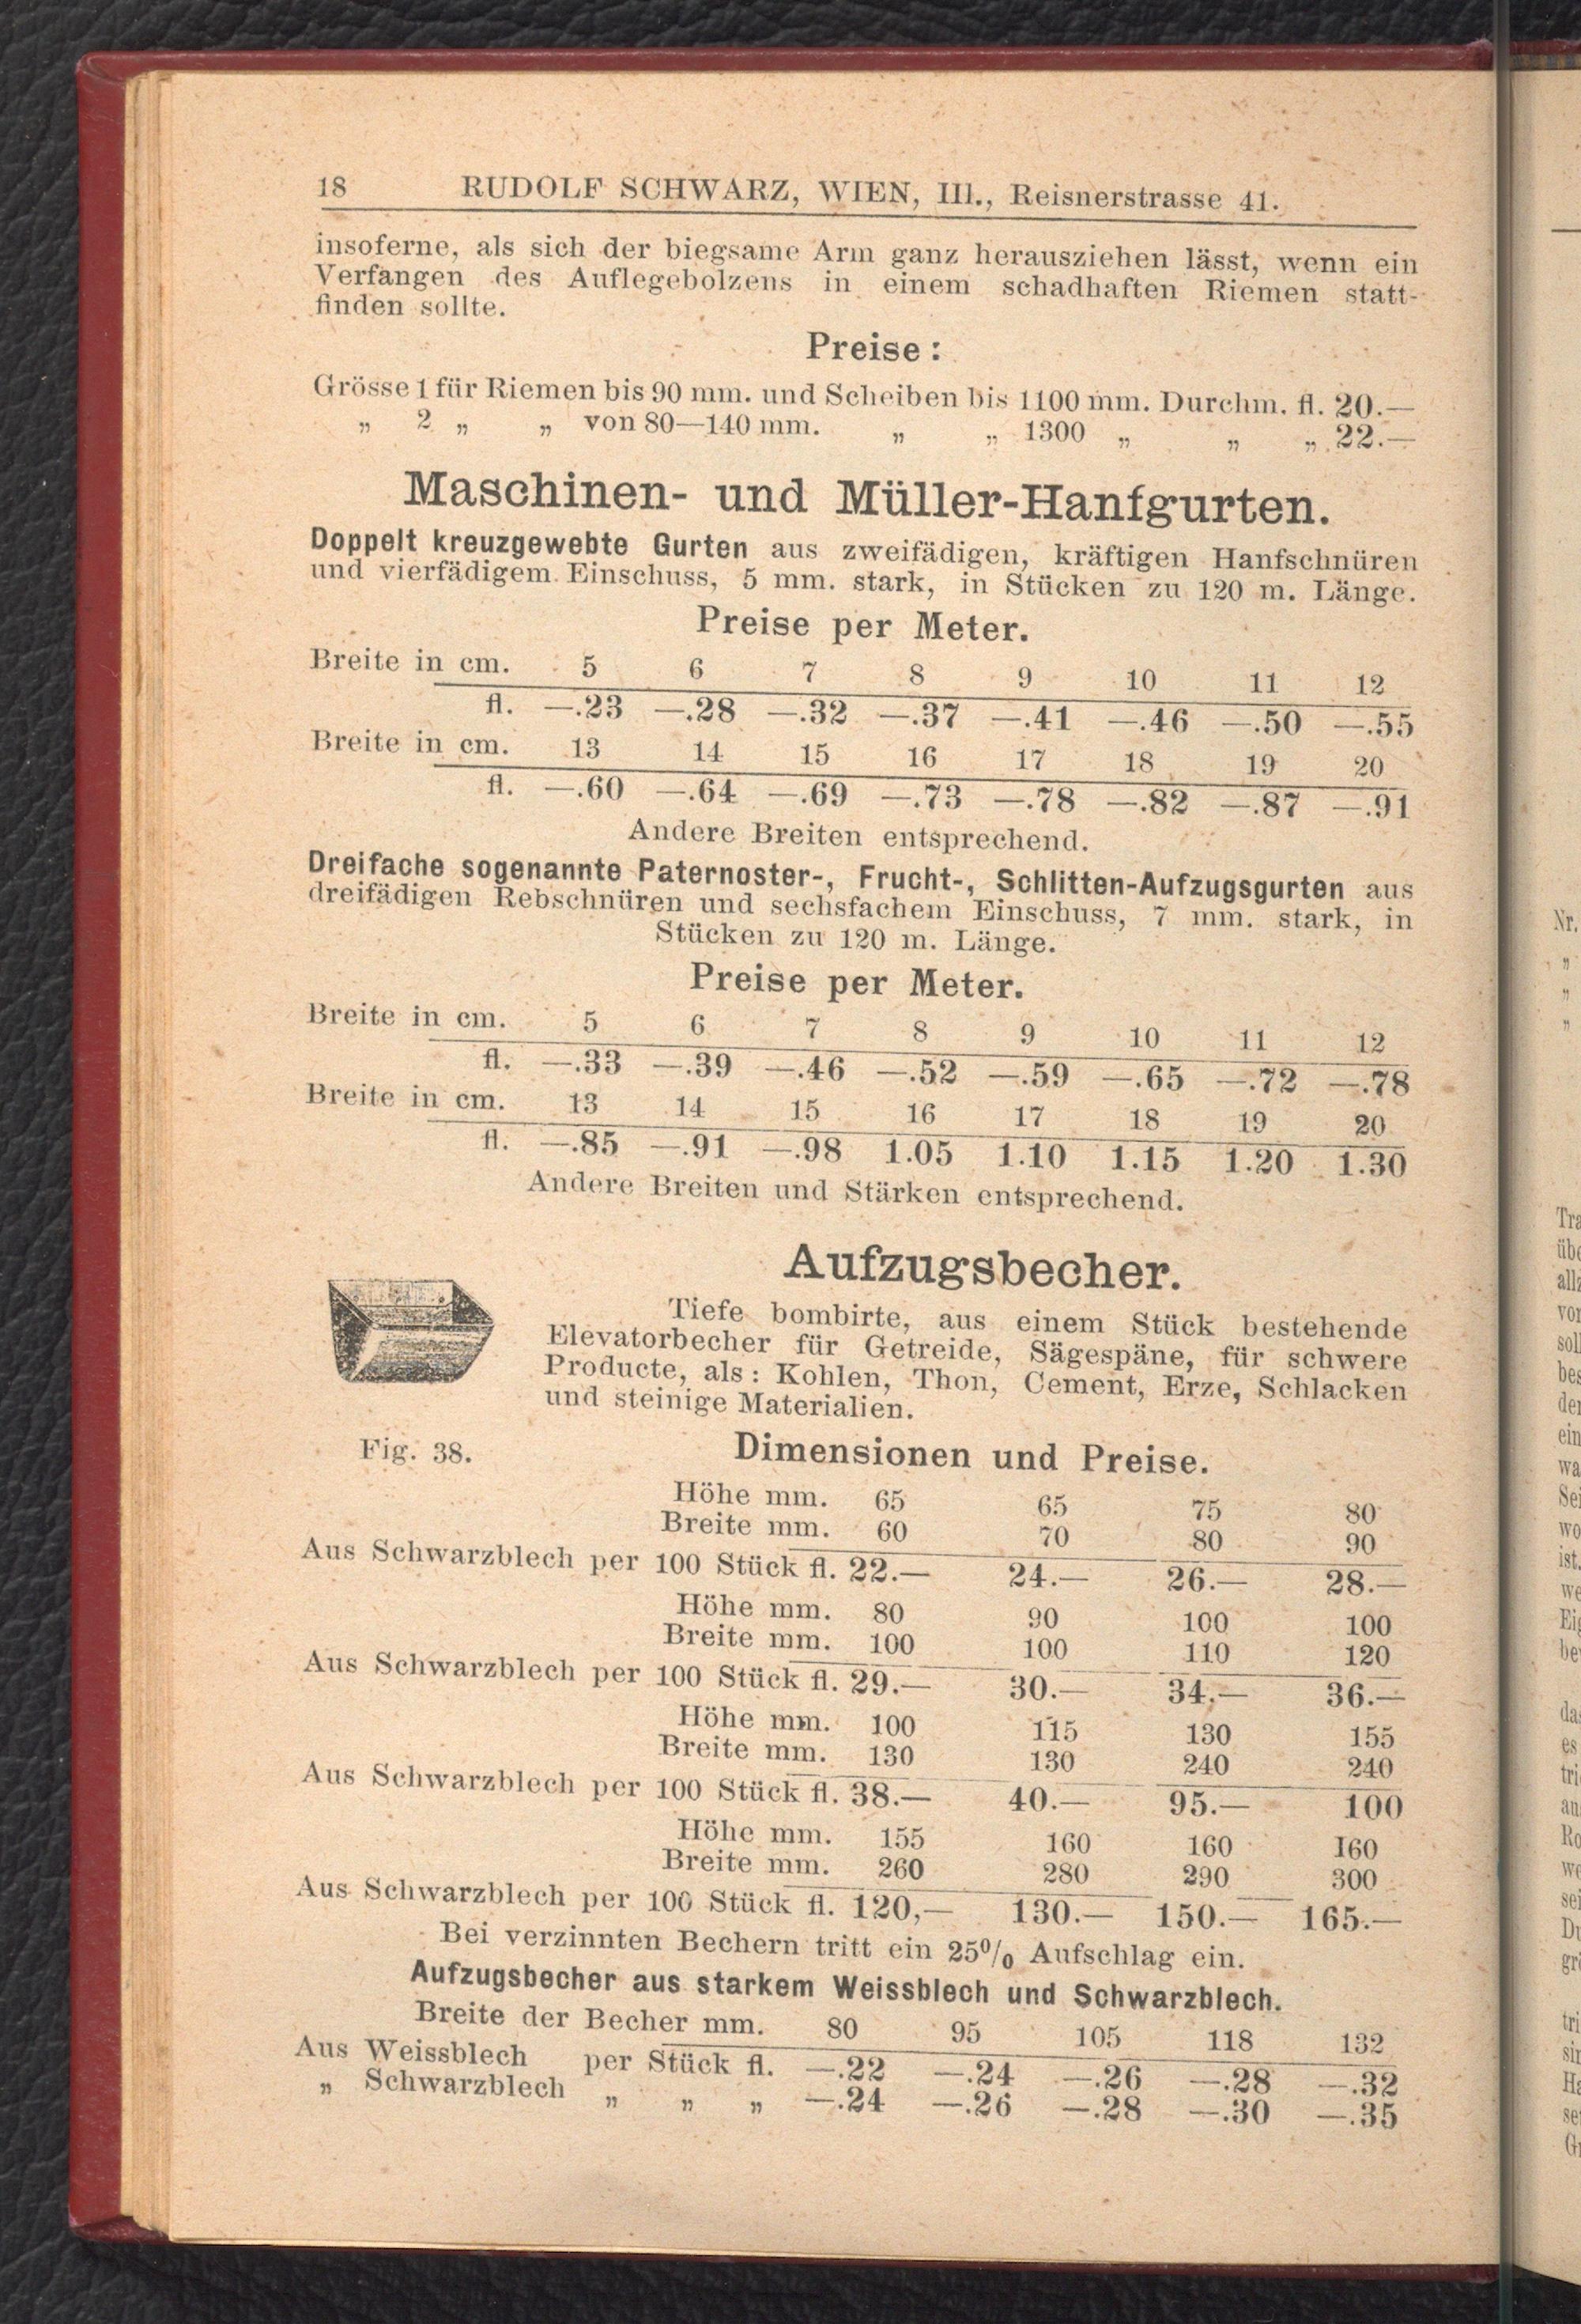 18 RUDOLF SCHWARZ, WIEN, III., Reisnerstrasse 41.
insoferne, als sich der biegsame Arm ganz herausziehen lässt, wenn ein
Verfangen des Auflegebolzens in einem schadhaften Riemen statt-
finden sollte.
Preise:
Grösse 1 für Riemen bis 90 mm. und Scheiben bis 1100 mm. Durchm. fl. 20.—
„ 2 „ „ von 80—140 mm. „ „ 1300 „ „ „ 22.—
Maschinen- und Müller-Hanfgurten.
Doppelt kreuzgewebte Gurten aus zweifädigen, kräftigen Hanfschnüren
und vierfädigem Einschuss, 5 mm. stark, in Stücken zu 120 m. Länge.
Preise per Meter.
Breite in cm. 5 6 7 8 9 10 11 12
fl. —.23 —.28 —.32 —.37 —.41 —.46 —.50 —.55
Breite in cm. 13 14 15 16 17 18 19 20
fl. —.60 —.64 —.69 —.73 —.78 —.82 —.87 —.91
Andere Breiten entsprechend.
Dreifache sogenannte Paternoster-, Frucht-, Schlitten-Aufzugsgurten aus
dreifädigen Rebschnüren und sechsfachem Einschuss, 7 mm. stark, in
Stücken zu 120 m. Länge.
Preise per Meter.
Breite in cm. 5 6 7 8 9 10 11 12
fl. —.33 —.39 —.46 —.52 —.59 —.65 —.72 —.78
Breite in cm. 13 14 15 16 17 18 19 20
fl. —.85 —.91 —.98 1.05 1.10 1.15 1.20 1.30
Andere Breiten und Stärken entsprechend.
Aufzugsbecher.
Tiefe bombirte, aus einem Stück bestehende
Elevatorbecher für Getreide, Sägespäne, für schwere
Producte, als: Kohlen, Thon, Cement, Erze, Schlacken
und steinige Materialien.
Fig. 38.
Dimensionen und Preise.
Höhe mm. 65 65 75 80
Breite mm. 60 70 80 90
Aus Schwarzblech per 100 Stück fl. 22.— 24.— 26.— 28.—
Höhe mm. 80 90 100 100
Breite mm. 100 100 110 120
Aus Schwarzblech per 100 Stück fl. 29.— 30.— 34.— 36.—
Höhe mm. 100 115 130 155
Breite mm. 130 130 240 240
Aus Schwarzblech per 100 Stück fl. 38.— 40.— 95.— 100
Höhe mm. 155 160 160 160
Breite mm. 260 280 290 300
Aus Schwarzblech per 100 Stück fl. 120,— 130.— 150.— 165.—
Bei verzinnten Bechern tritt ein 25% Aufschlag ein.
Aufzugsbecher aus starkem Weissblech und Schwarzblech.
Breite der Becher mm. 80 95 105 118 132
Aus Weissblech per Stück fl. —.22 —.24 —.26 —.28 —.32
„ Schwarzblech „ „ „ —.24 —.26 —.28 —.30 —.35
Nr.